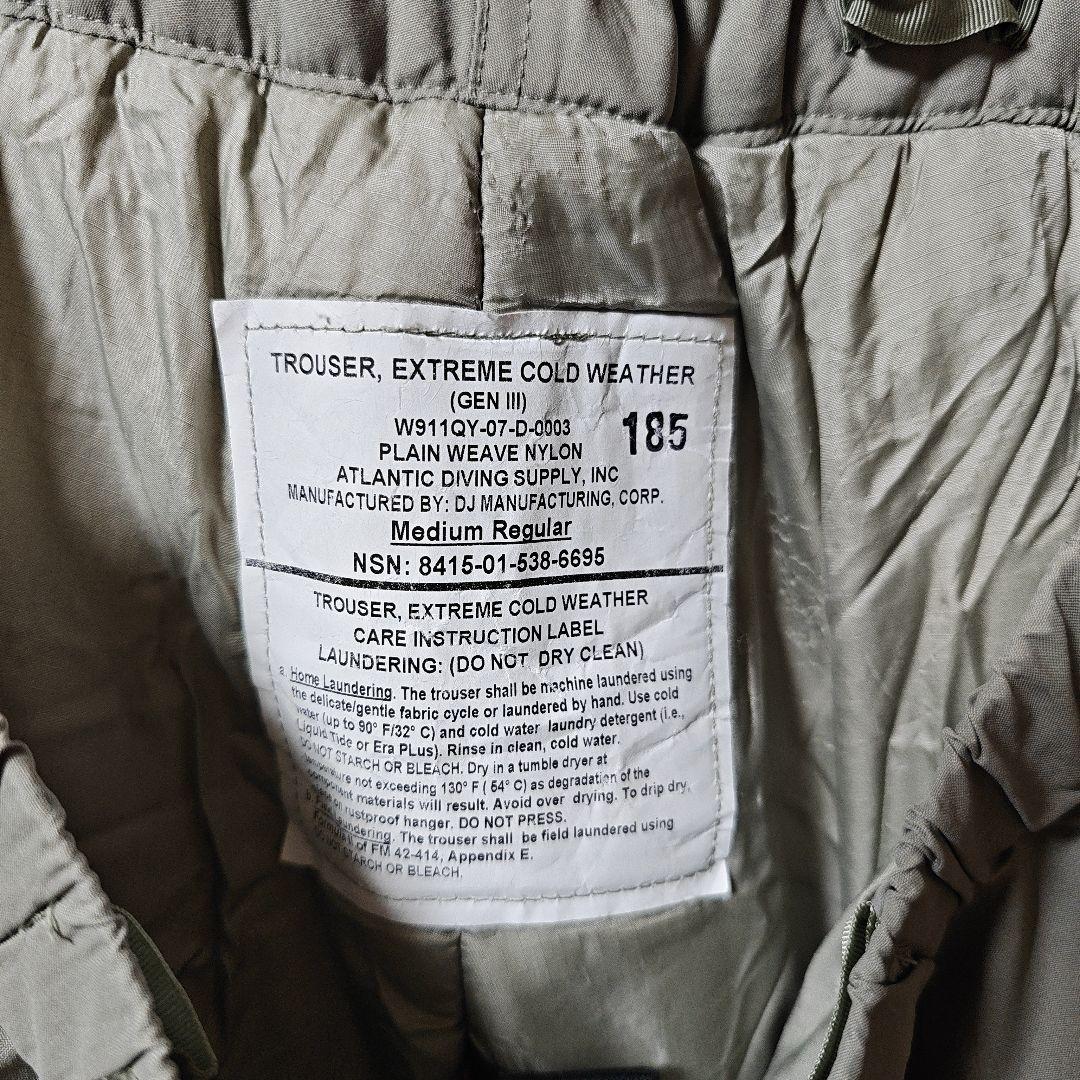 TROUSER, EXTREME COLD WEATHER
(GEN III)
W911QY-07-D-0003
185
PLAIN WEAVE NYLON
ATLANTIC DIVING SUPPLY, INC
MANUFACTURED BY: DJ MANUFACTURING, CORP.
Medium Regular
NSN: 8415-01-538-6695
TROUSER, EXTREME COLD WEATHER
CARE INSTRUCTION LABEL
LAUNDERING: (DO NOT DRY CLEAN)
a. Home Laundering. The trouser shall be machine laundered using
the delicate/gentle fabric cycle or laundered by hand. Use cold
water (up to 90° F/32° C) and cold water laundry detergent (i.e.,
Liquid Tide or Era PLus). Rinse in clean, cold water.
DO NOT STARCH OR BLEACH. Dry in a tumble dryer at
temperature not exceeding 130° F ( 54° C) as degradation of the
component materials will result. Avoid over drying. To drip dry,
on rustproof hanger. DO NOT PRESS.
Laundering. The trouser shall be field laundered using
Formula II of FM 42-414, Appendix E.
DO NOT STARCH OR BLEACH.